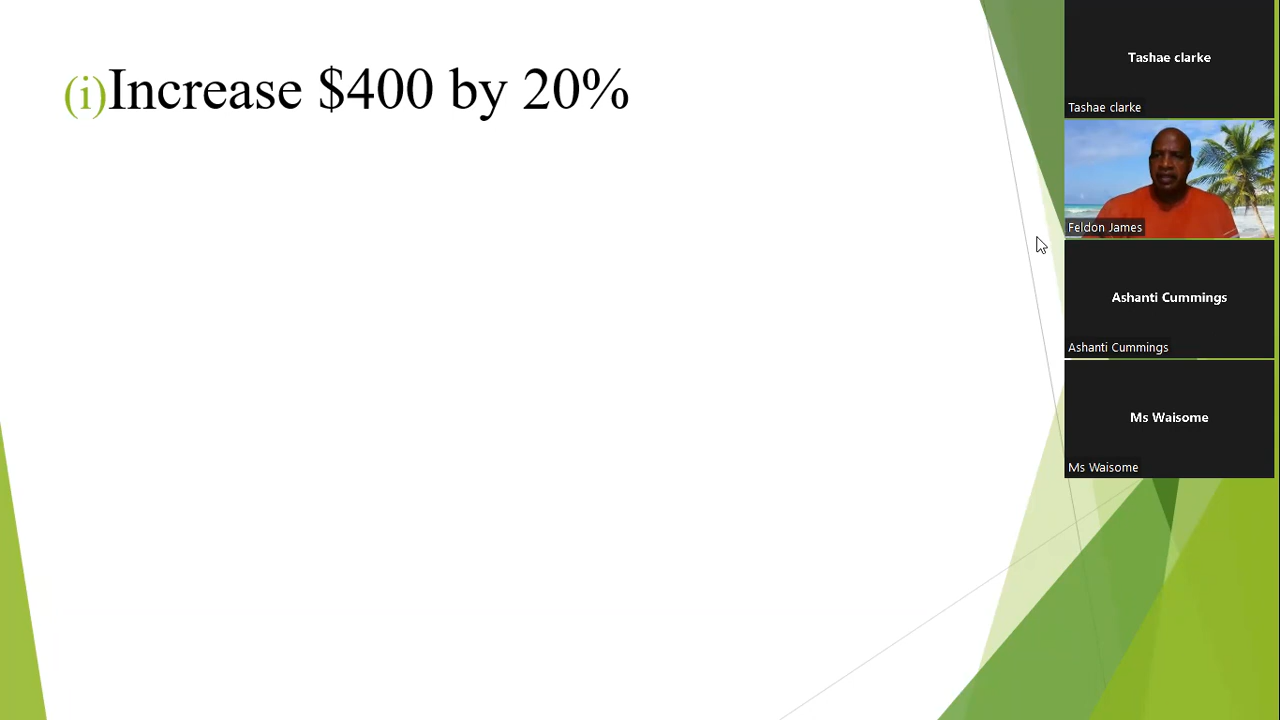 (i)Increase $400 by 20%
Tashae clarke
Tashae clarke
Feldon James
Ashanti Cummings
Ashanti Cummings
Ms Waisome
Ms Waisome